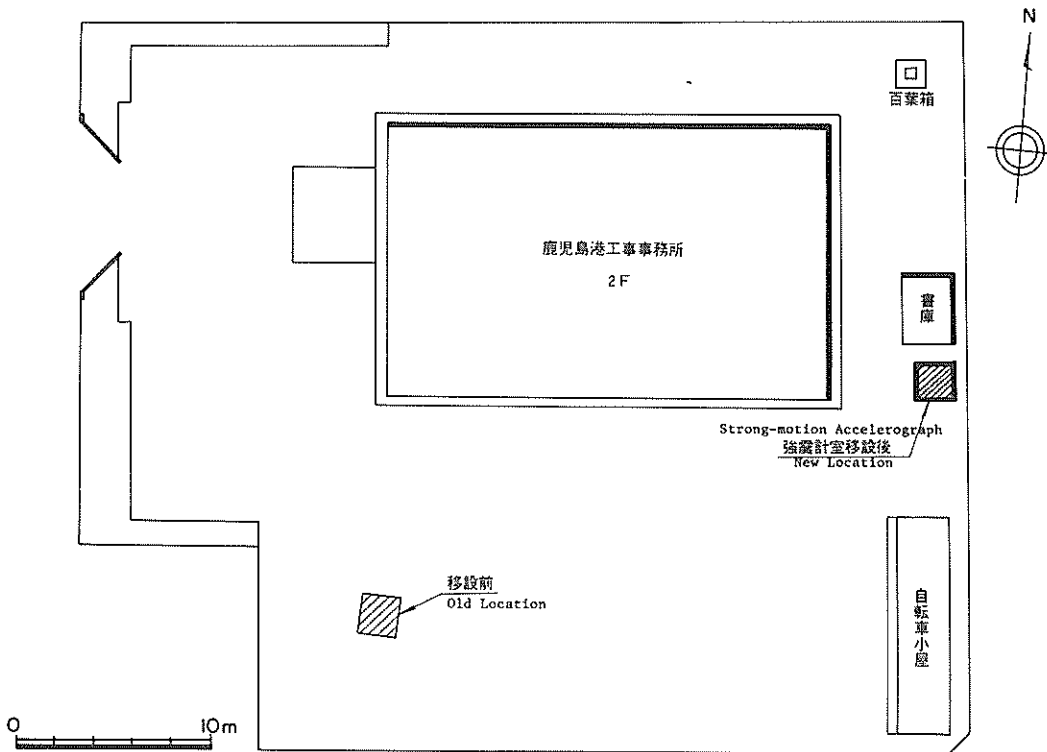 N
百葉箱
鹿児島港工事事務所
2F
書庫
Strong-motion Accelerograph
強震計室移設後
New Location
移設前
Old Location
自転車小屋
0 10m